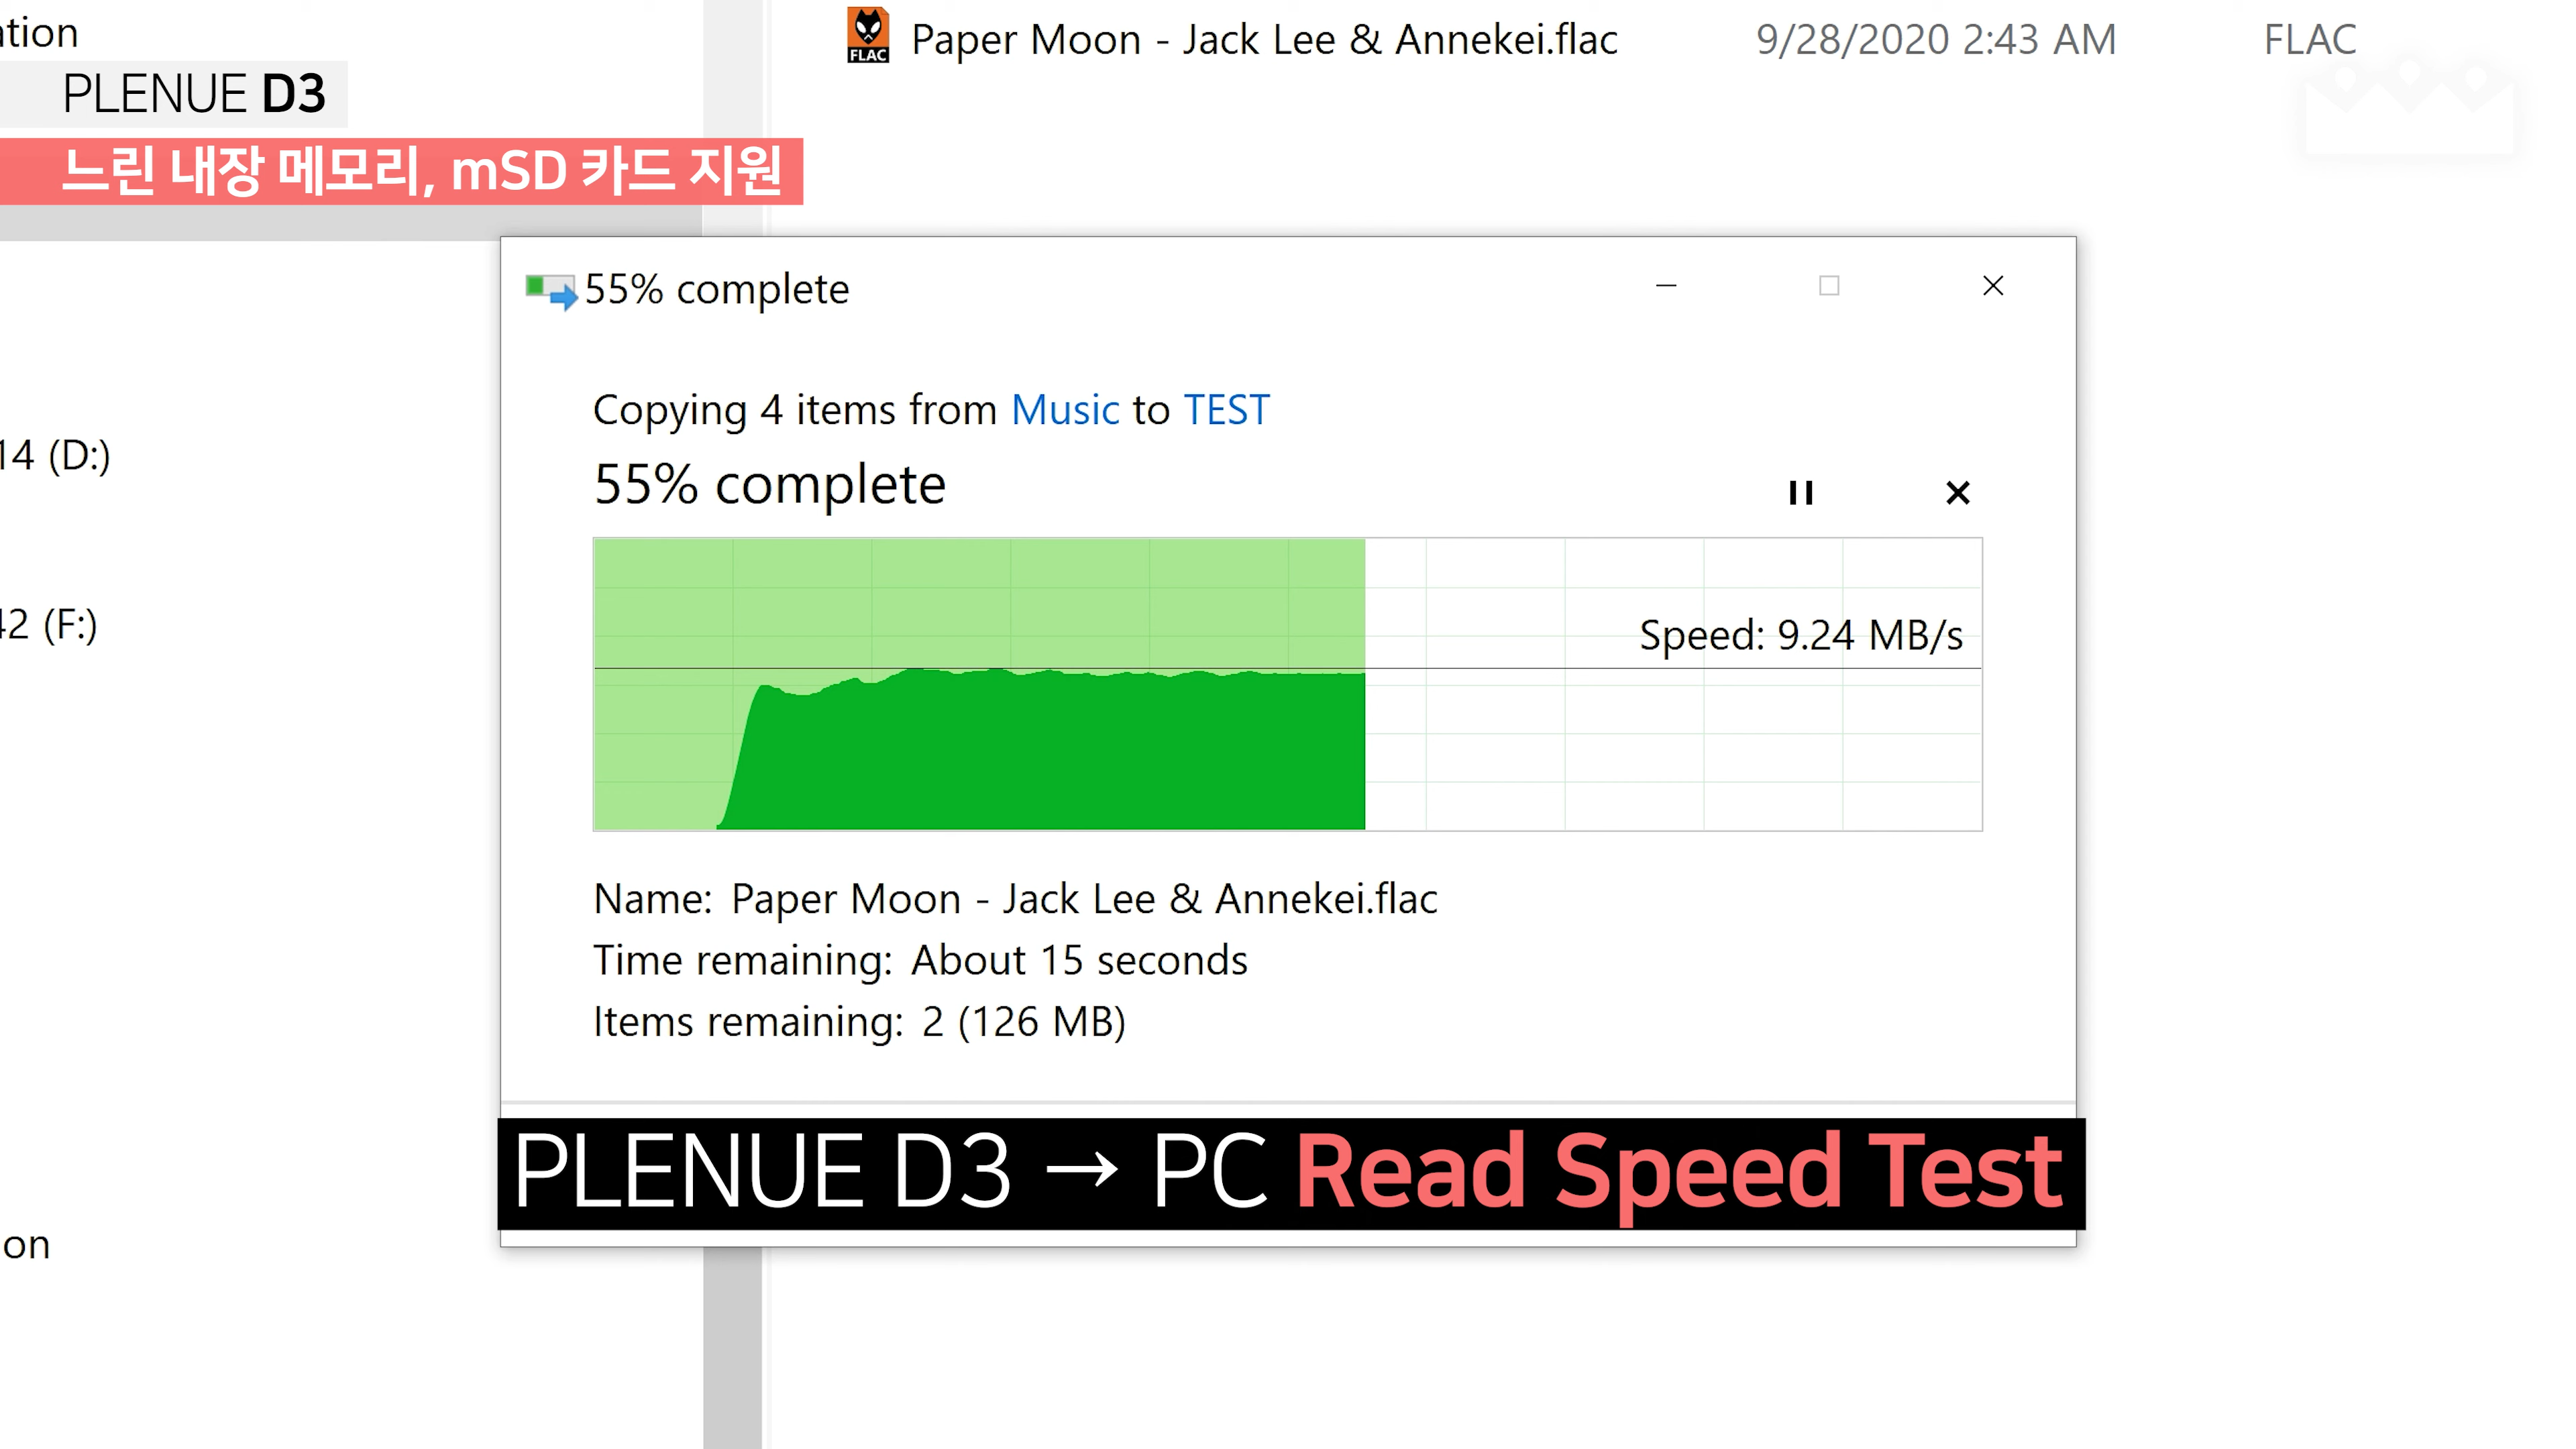 ation
Paper Moon - Jack Lee & Annekei.flac 9/28/2020 2:43 AM FLAC
FLAC
PLENUE D3
느린 내장 메모리, mSD 카드 지원
55% complete
Copying 4 items from Music to TEST
55% complete
14 (D:)
Speed: 9.24 MB/s
42 (F:)
Name: Paper Moon - Jack Lee & Annekei.flac
Time remaining: About 15 seconds
Items remaining: 2 (126 MB)
PLENUE D3 → PC Read Speed Test
on